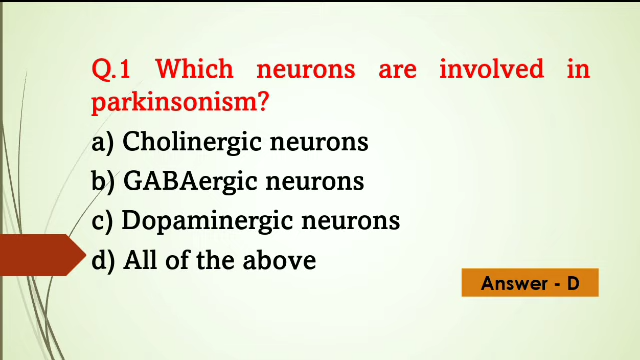 Q.1 Which neurons are involved in
parkinsonism?
a) Cholinergic neurons
b) GABAergic neurons
c) Dopaminergic neurons
d) All of the above
Answer - D